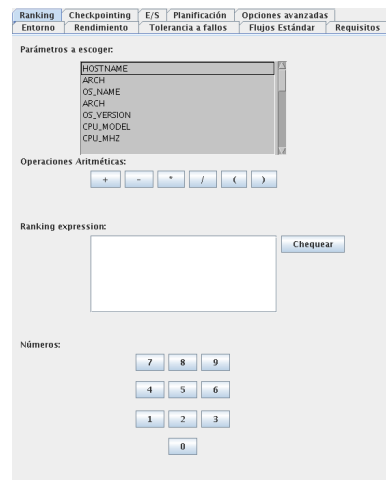 Ranking Checkpointing E/S Planificación Opciones avanzadas
Entorno Rendimiento Tolerancia a fallos Flujos Estándar Requisitos
Parámetros a escoger:
HOSTNAME
ARCH
OS_NAME
ARCH
OS_VERSION
CPU_MODEL
CPU_MHZ
Operaciones Aritméticas:
+ - * / ( )
Ranking expression:
Chequear
Números:
7 8 9
4 5 6
1 2 3
0